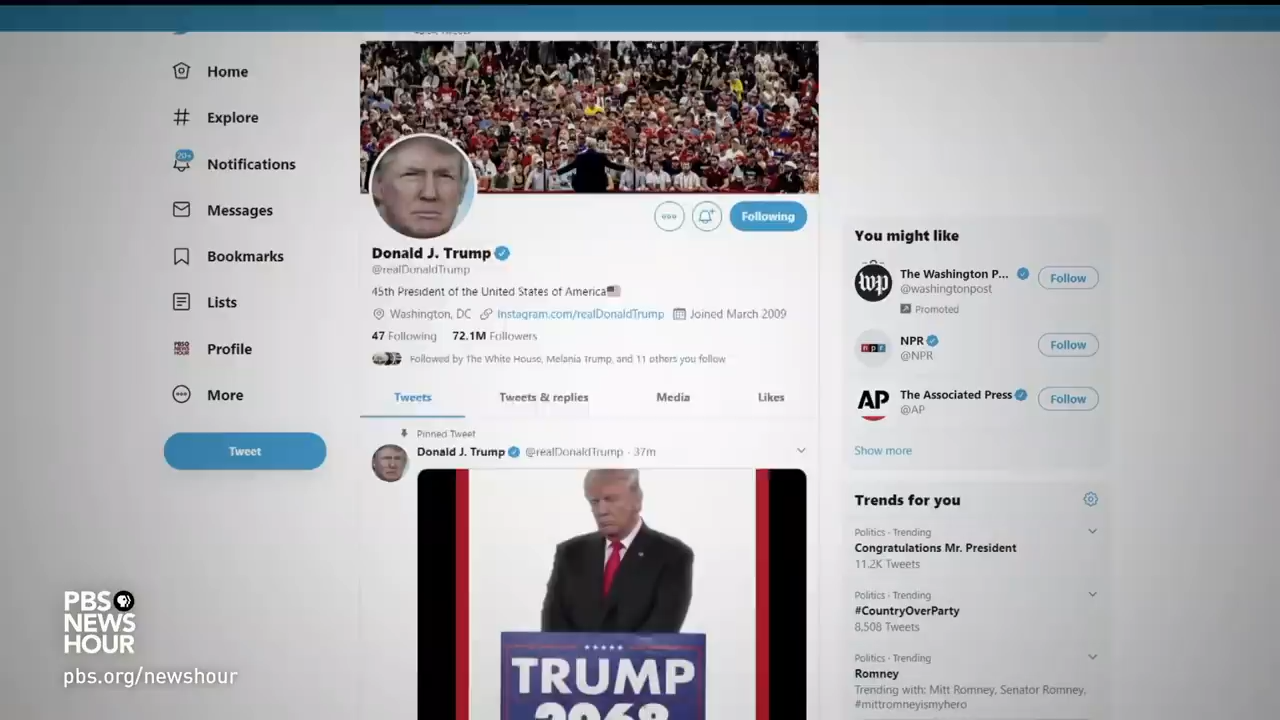 Home
Explore
20+
Notifications
Messages
Bookmarks
Lists
Profile
More
Tweet
Following
Donald J. Trump
@realDonaldTrump
45th President of the United States of America
Washington, DC Instagram.com/realDonaldTrump Joined March 2009
47 Following 72.1M Followers
Followed by The White House, Melania Trump, and 11 others you follow
Tweets Tweets & replies Media Likes
Pinned Tweet
Donald J. Trump @realDonaldTrump · 37m
TRUMP
2068
You might like
wp
The Washington P...
@washingtonpost
Follow
Promoted
npr
NPR
@NPR
Follow
AP
The Associated Press
@AP
Follow
Show more
Trends for you
Politics · Trending
Congratulations Mr. President
11.2K Tweets
Politics · Trending
#CountryOverParty
8,508 Tweets
Politics · Trending
Romney
Trending with: Mitt Romney, Senator Romney,
#mittromneyismyhero
PBS
NEWS
HOUR
pbs.org/newshour